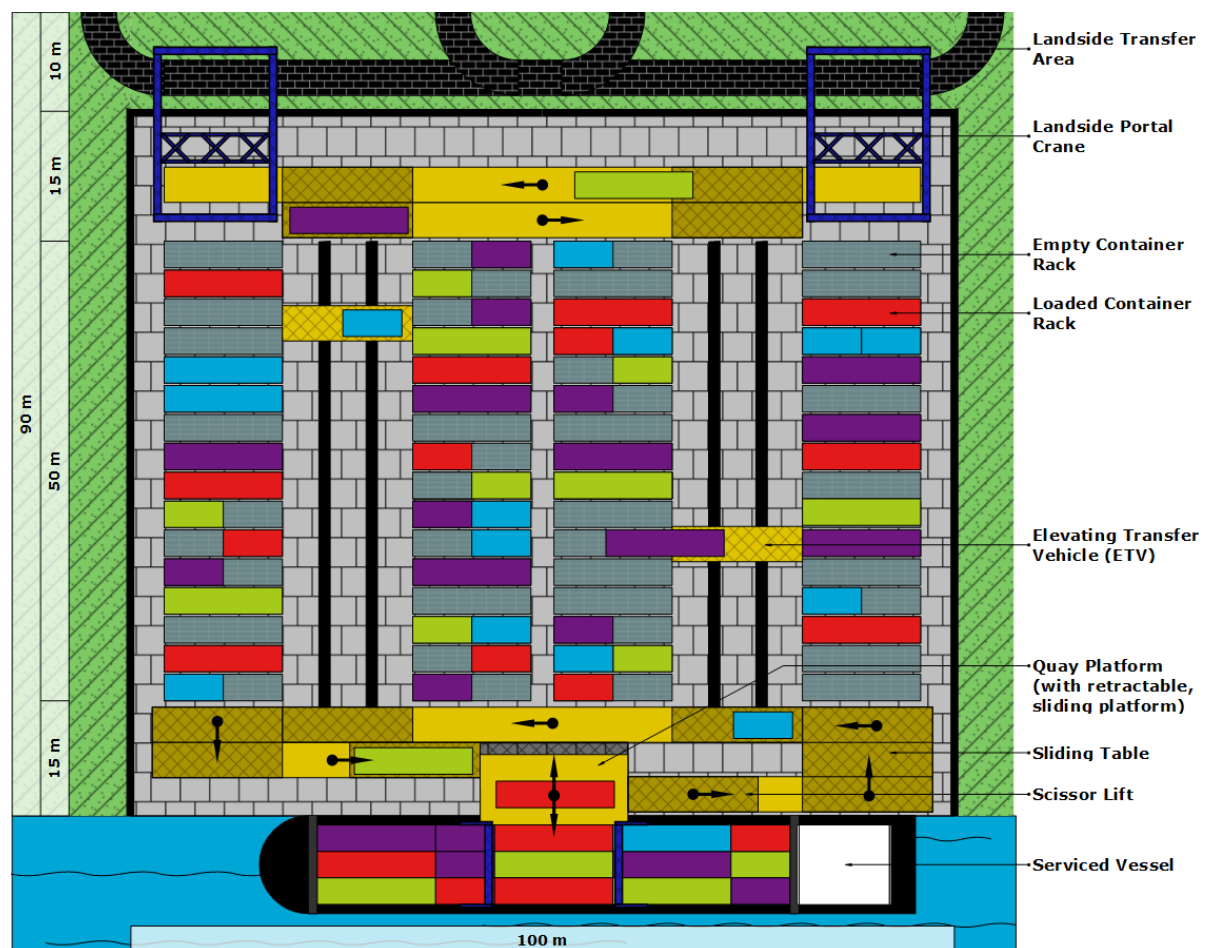 10 m
15 m
90 m
50 m
15 m
100 m
Landside Transfer
Area
Landside Portal
Crane
Empty Container
Rack
Loaded Container
Rack
Elevating Transfer
Vehicle (ETV)
Quay Platform
(with retractable,
sliding platform)
Sliding Table
Scissor Lift
Serviced Vessel